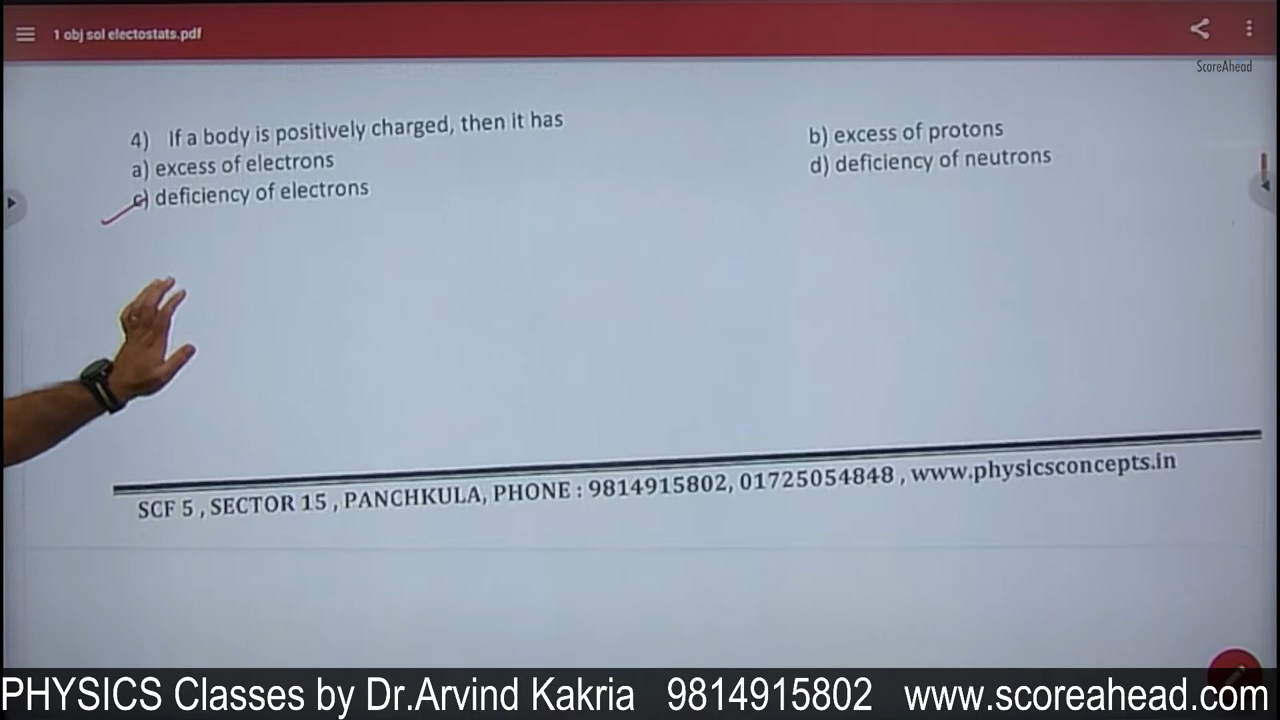 1 obj sol electostats.pdf
ScoreAhead
4) If a body is positively charged, then it has
a) excess of electrons
b) excess of protons
c) deficiency of electrons
d) deficiency of neutrons
SCF 5 , SECTOR 15 , PANCHKULA, PHONE : 9814915802, 01725054848 , www.physicsconcepts.in
PHYSICS Classes by Dr.Arvind Kakria 9814915802 www.scoreahead.com